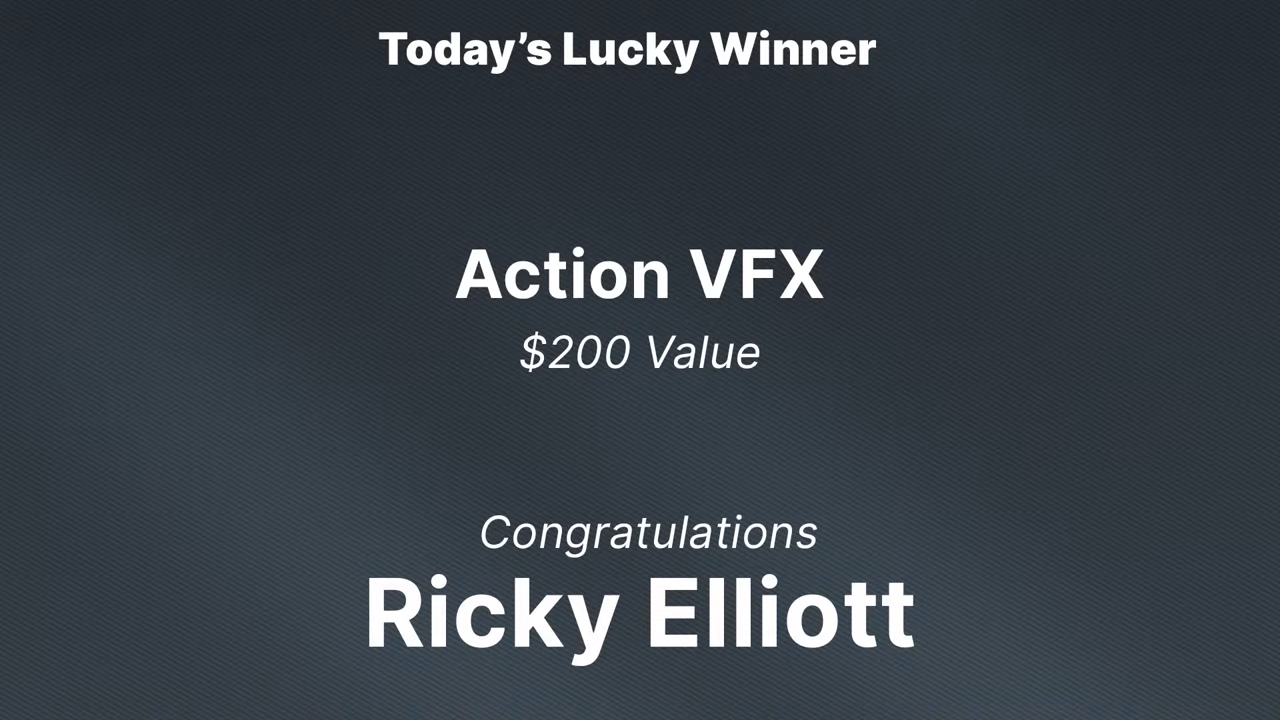 Today’s Lucky Winner
Action VFX
$200 Value
Congratulations
Ricky Elliott